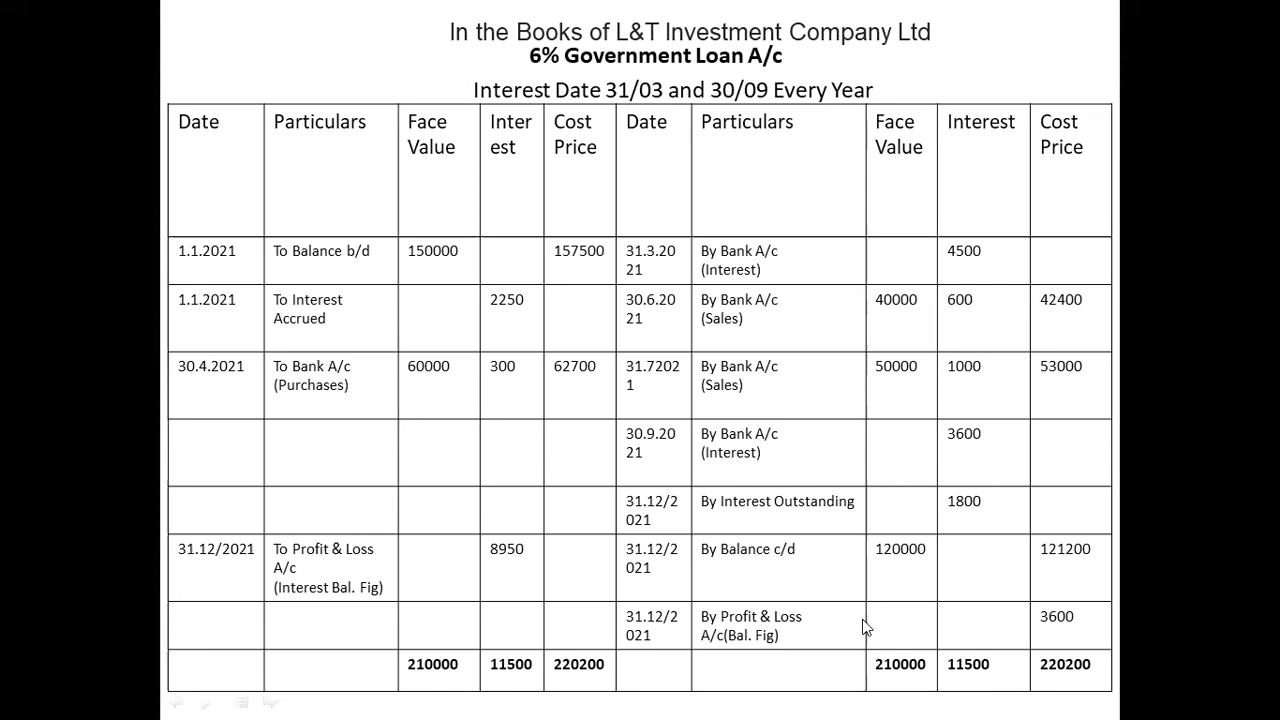 In the Books of L&T Investment Company Ltd
6% Government Loan A/c
Interest Date 31/03 and 30/09 Every Year
Date Particulars Face Inter Cost Date Particulars Face Interest Cost
Value est Price Value Price
1.1.2021 To Balance b/d 150000 157500 31.3.20 By Bank A/c 4500
21 (Interest)
1.1.2021 To Interest 2250 30.6.20 By Bank A/c 40000 600 42400
Accrued 21 (Sales)
30.4.2021 To Bank A/c 60000 300 62700 31.7202 By Bank A/c 50000 1000 53000
(Purchases) 1 (Sales)
30.9.20 By Bank A/c 3600
21 (Interest)
31.12/2 By Interest Outstanding 1800
021
31.12/2021 To Profit & Loss 8950 31.12/2 By Balance c/d 120000 121200
A/c 021
(Interest Bal. Fig)
31.12/2 By Profit & Loss 3600
021 A/c(Bal. Fig)
210000 11500 220200 210000 11500 220200